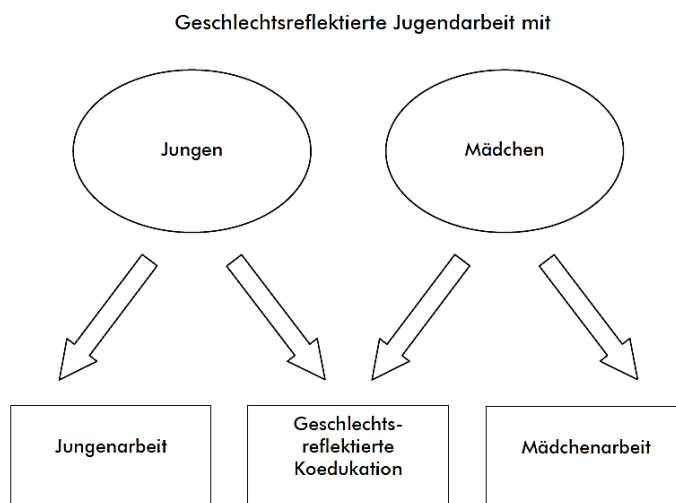 Geschlechtsreflektierte Jugendarbeit mit
Jungen
Mädchen
Jungenarbeit
Geschlechts-
reflektierte
Koedukation
Mädchenarbeit